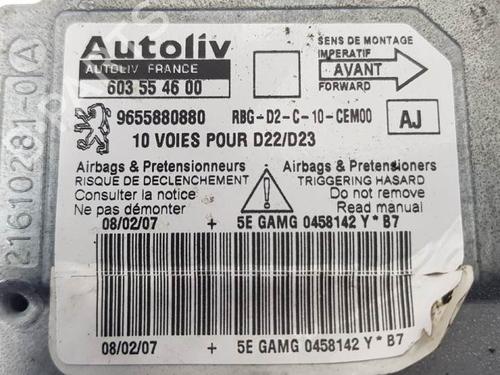 Autoliv
AUTOLIV FRANCE
603 55 46 00
SENS DE MONTAGE
IMPERATIF
AVANT
FORWARD
9655880880
RBG-D2-C-10-CEM00
AJ
10 VOIES POUR D22/D23
Airbags & Pretensionneurs
RISQUE DE DECLENCHEMENT
Consulter la notice
Ne pas démonter
Airbags & Pretensioners
TRIGGERING HASARD
Do not remove
Read manual
08/02/07 + 5E GAMG 0458142 Y * B7
08/02/07 + 5E GAMG 0458142 Y * B7
21610281-0 A